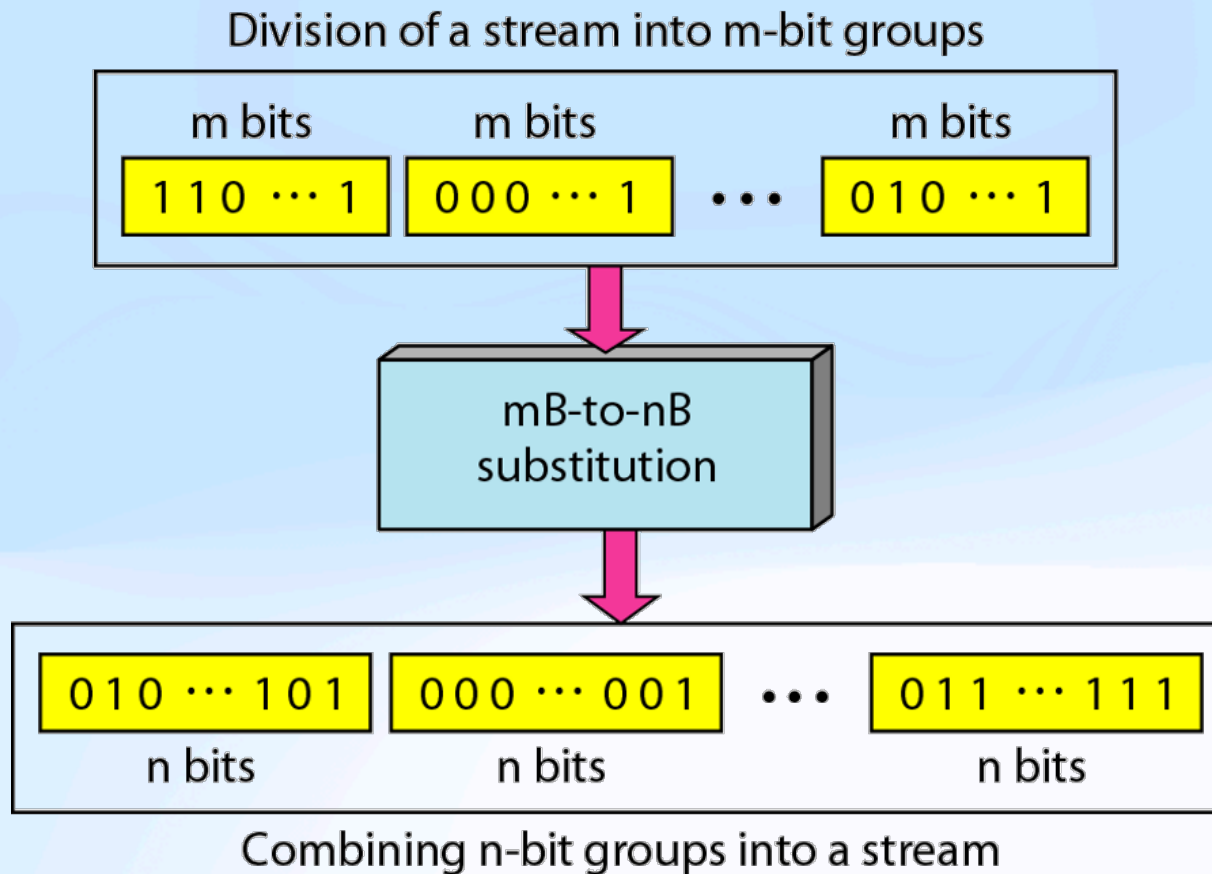 Division of a stream into m-bit groups
m bits m bits m bits
1 1 0 ··· 1 0 0 0 ··· 1 ••• 0 1 0 ··· 1
mB-to-nB
substitution
0 1 0 ··· 1 0 1 0 0 0 ··· 0 0 1 ••• 0 1 1 ··· 1 1 1
n bits n bits n bits
Combining n-bit groups into a stream